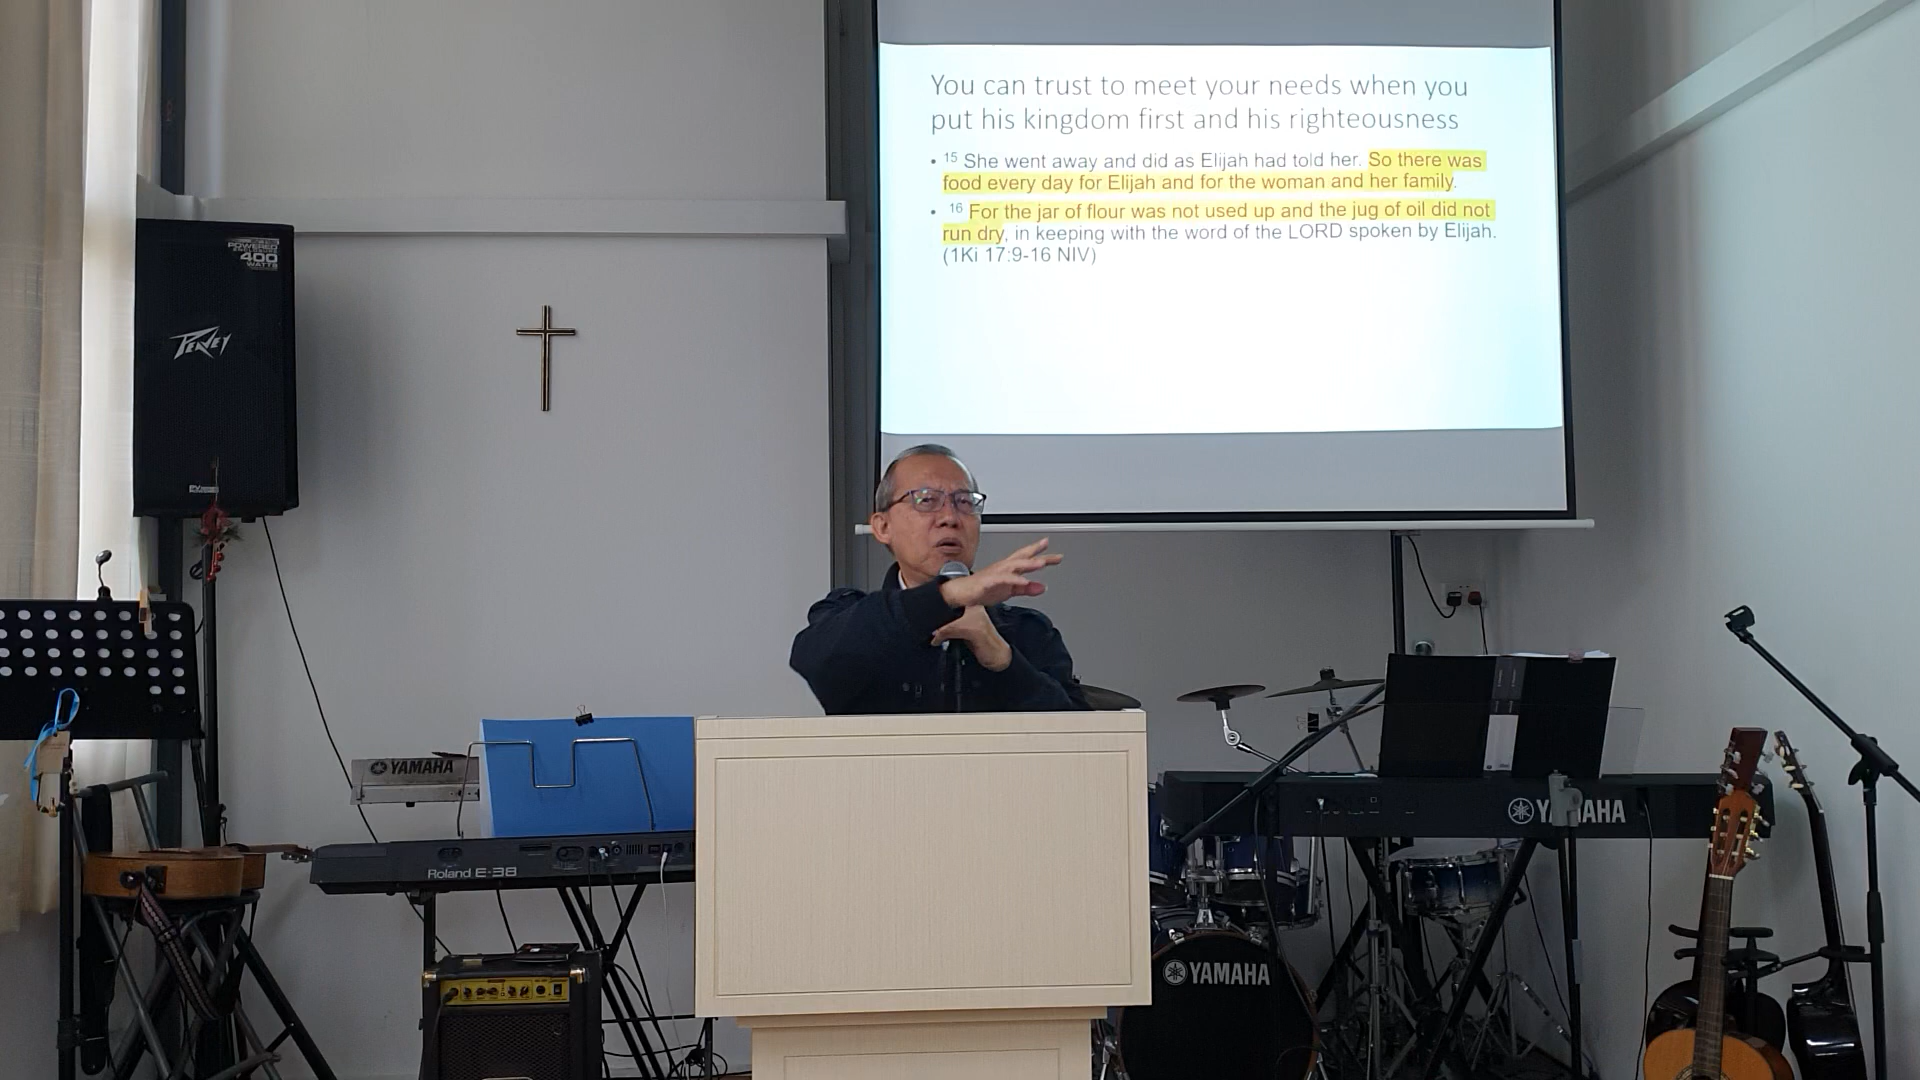 You can trust to meet your needs when you
put his kingdom first and his righteousness
• 15 She went away and did as Elijah had told her. So there was
food every day for Elijah and for the woman and her family.
• 16 For the jar of flour was not used up and the jug of oil did not
run dry, in keeping with the word of the LORD spoken by Elijah.
(1Ki 17:9-16 NIV)
POWERED
400
WATTS
PEAVEY
YAMAHA
Roland E-38
YAMAHA
YAMAHA